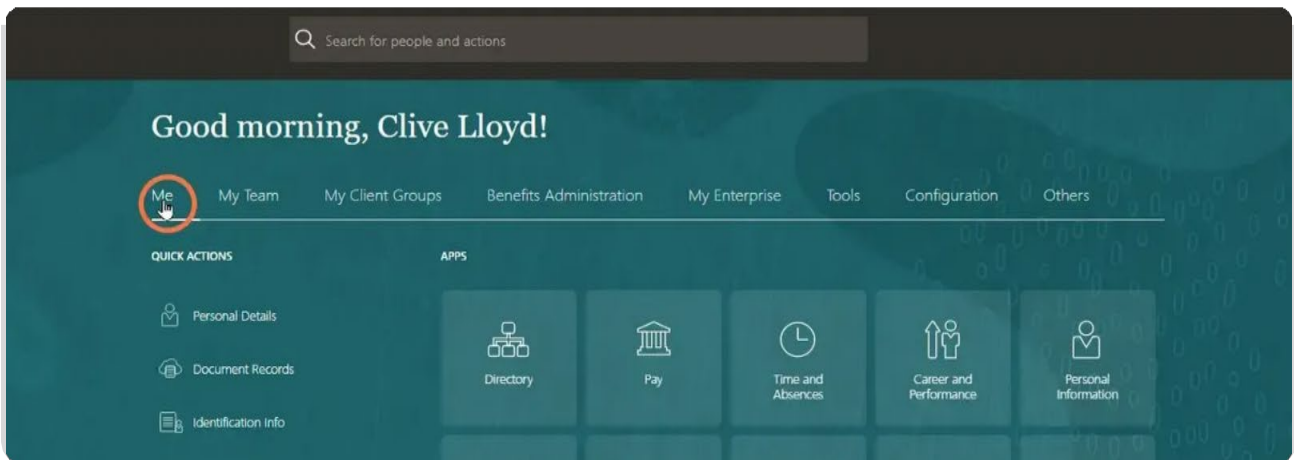 Search for people and actions
Good morning, Clive Lloyd!
Me My Team My Client Groups Benefits Administration My Enterprise Tools Configuration Others
QUICK ACTIONS
APPS
Personal Details
Document Records
Identification Info
Directory
Pay
Time and
Absences
Career and
Performance
Personal
Information